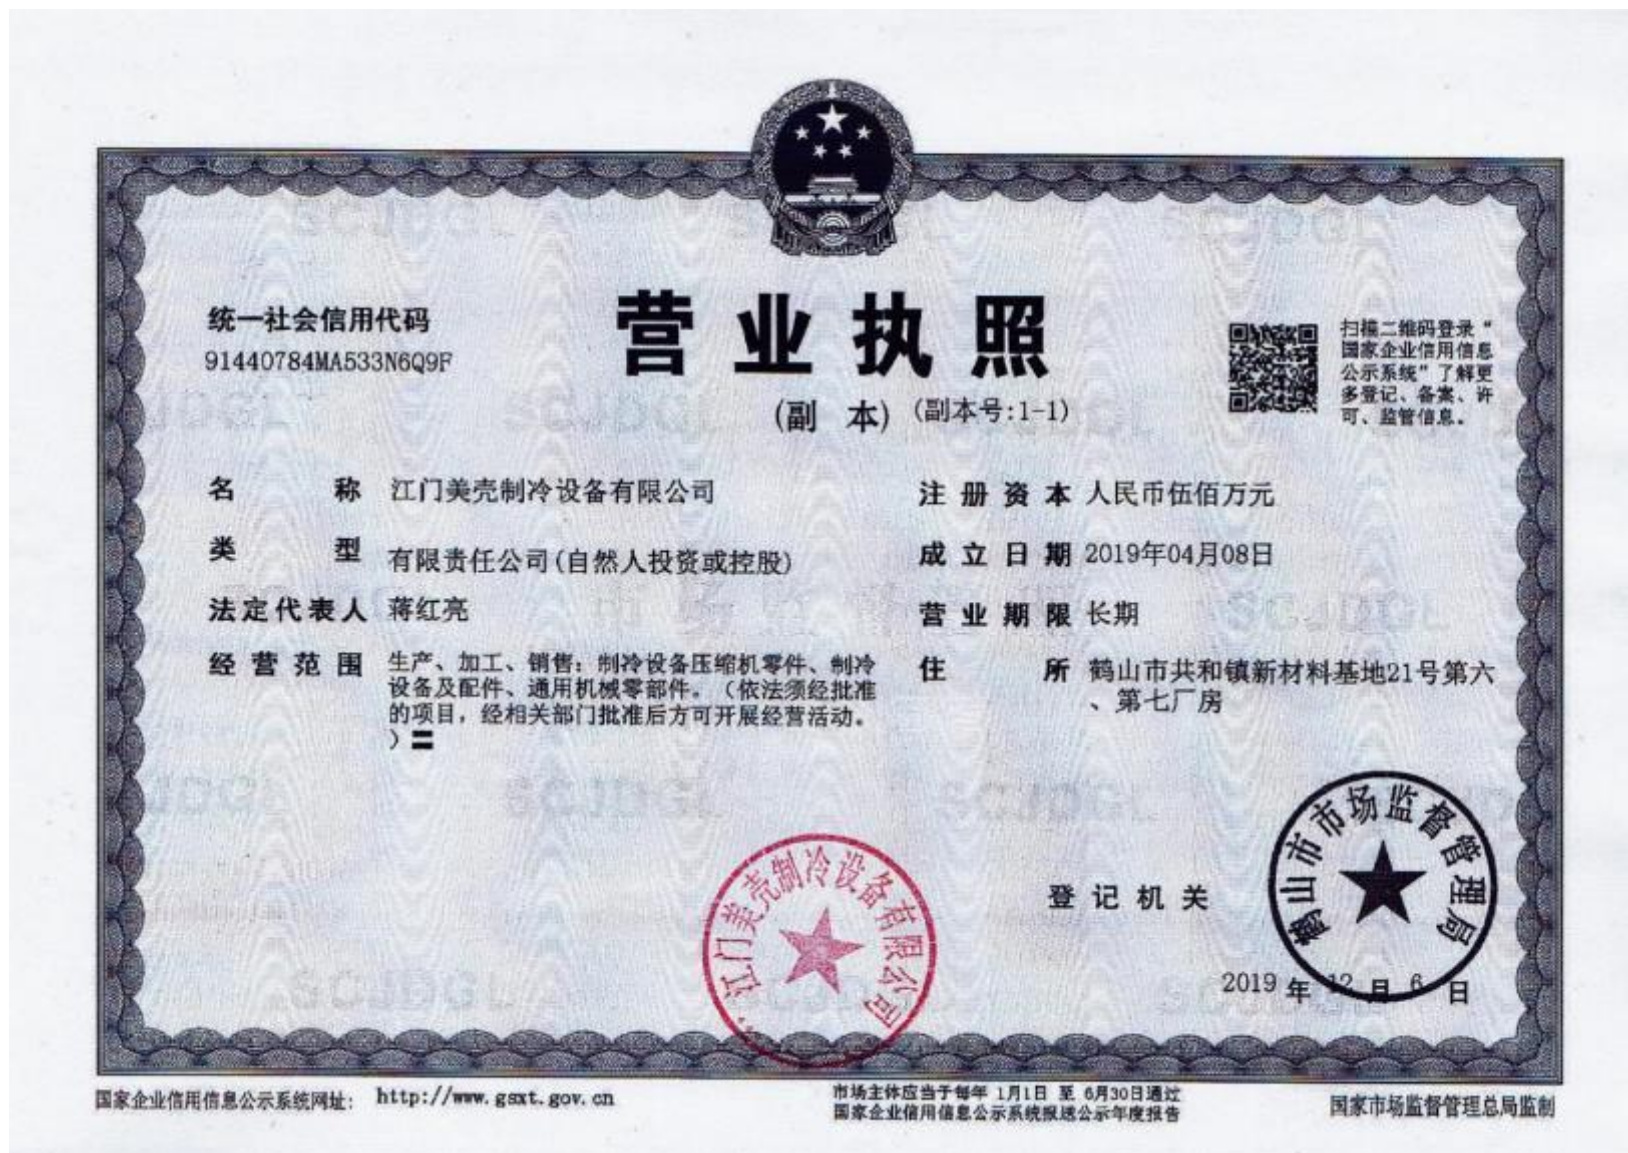 营业执照
(副 本) (副本号:1-1)
统一社会信用代码
91440784MA533N6Q9F
扫描二维码登录“
国家企业信用信息
公示系统”了解更
多登记、备案、许
可、监管信息。
名 称 江门美壳制冷设备有限公司
类 型 有限责任公司(自然人投资或控股)
法定代表人 蒋红亮
经营范围 生产、加工、销售：制冷设备压缩机零件、制冷
设备及配件、通用机械零部件。（依法须经批准
的项目，经相关部门批准后方可开展经营活动。
）
注册资本 人民币伍佰万元
成立日期 2019年04月08日
营业期限 长期
住 所 鹤山市共和镇新材料基地21号第六
、第七厂房
江门美壳制冷设备有限公司
登记机关
鹤山市市场监督管理局
2019 年 12 月 6 日
国家企业信用信息公示系统网址： http://www.gsxt.gov.cn
市场主体应当于每年 1月1日 至 6月30日通过
国家企业信用信息公示系统报送公示年度报告
国家市场监督管理总局监制